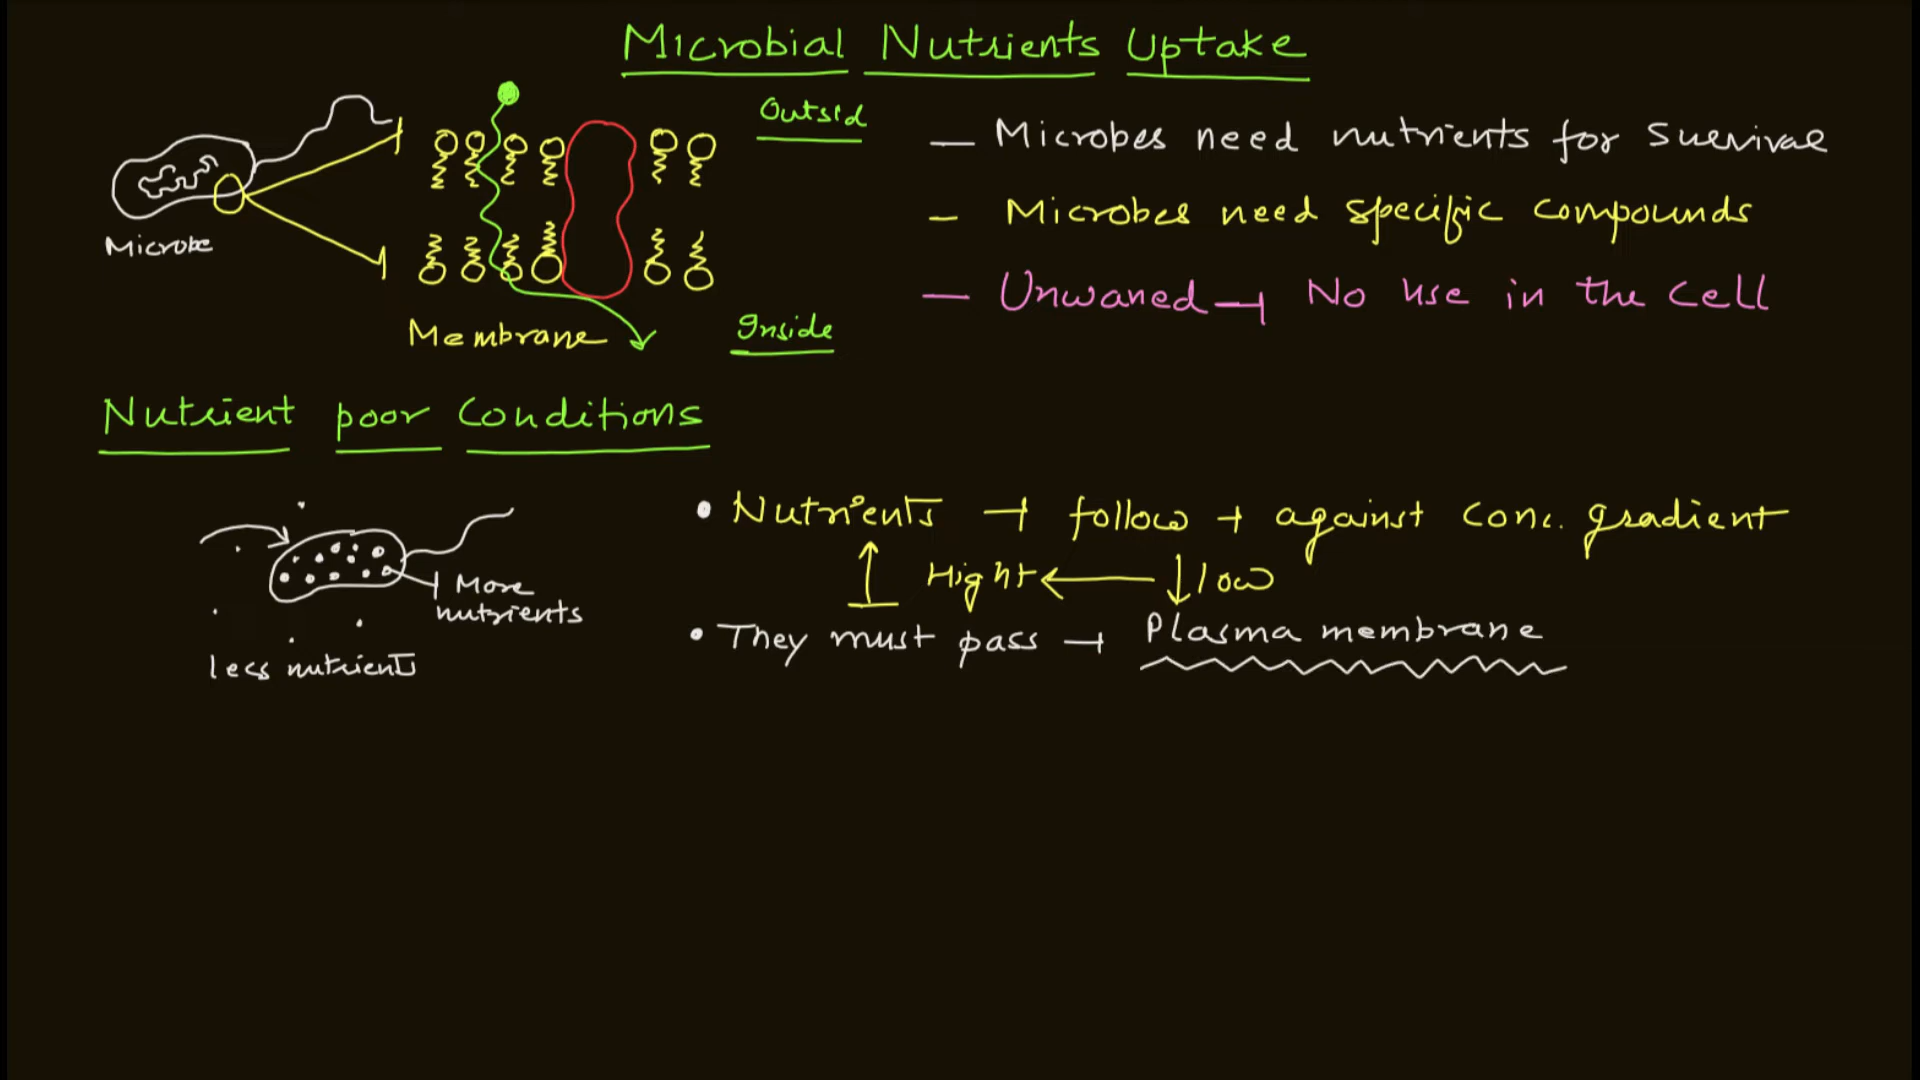 Microbial Nutrients Uptake
Outsid
Microbe
Membrane
Inside
— Microbes need nutrients for Survival
- Microbes need specific compounds
— Unwaned → No use in the Cell
Nutrient poor Conditions
More nutrients
less nutrients
• Nutrients → follow → against conc. gradient
↑ Hight ← ↓ low
• They must pass → Plasma membrane